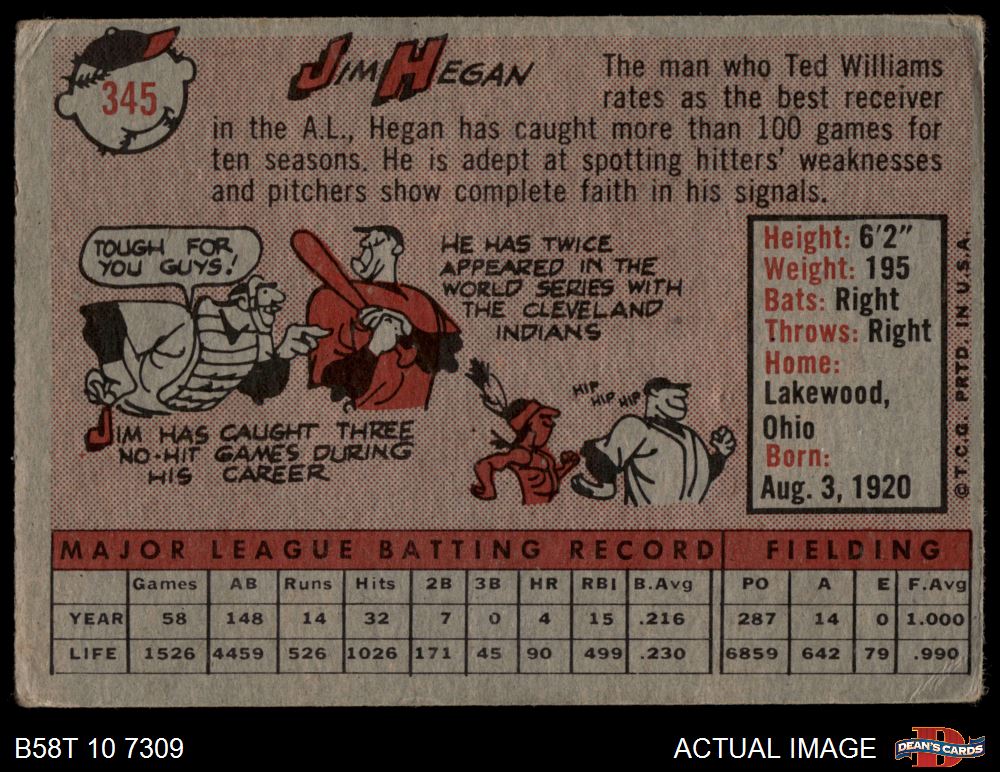 345
JIM HEGAN
The man who Ted Williams
rates as the best receiver
in the A.L., Hegan has caught more than 100 games for
ten seasons. He is adept at spotting hitters' weaknesses
and pitchers show complete faith in his signals.
TOUGH FOR
YOU GUYS!
JIM HAS CAUGHT THREE
NO-HIT GAMES DURING
HIS CAREER
HE HAS TWICE
APPEARED IN THE
WORLD SERIES WITH
THE CLEVELAND
INDIANS
HIP HIP HIP
Height: 6'2"
Weight: 195
Bats: Right
Throws: Right
Home:
Lakewood,
Ohio
Born:
Aug. 3, 1920
© T.C.G. PRTD. IN U.S.A.
MAJOR LEAGUE BATTING RECORD FIELDING
Games AB Runs Hits 2B 3B HR RBI B.Avg PO A E F.Avg
YEAR 58 148 14 32 7 0 4 15 .216 287 14 0 1.000
LIFE 1526 4459 526 1026 171 45 90 499 .230 6859 642 79 .990
B58T 10 7309
ACTUAL IMAGE
D
DEAN'S CARDS